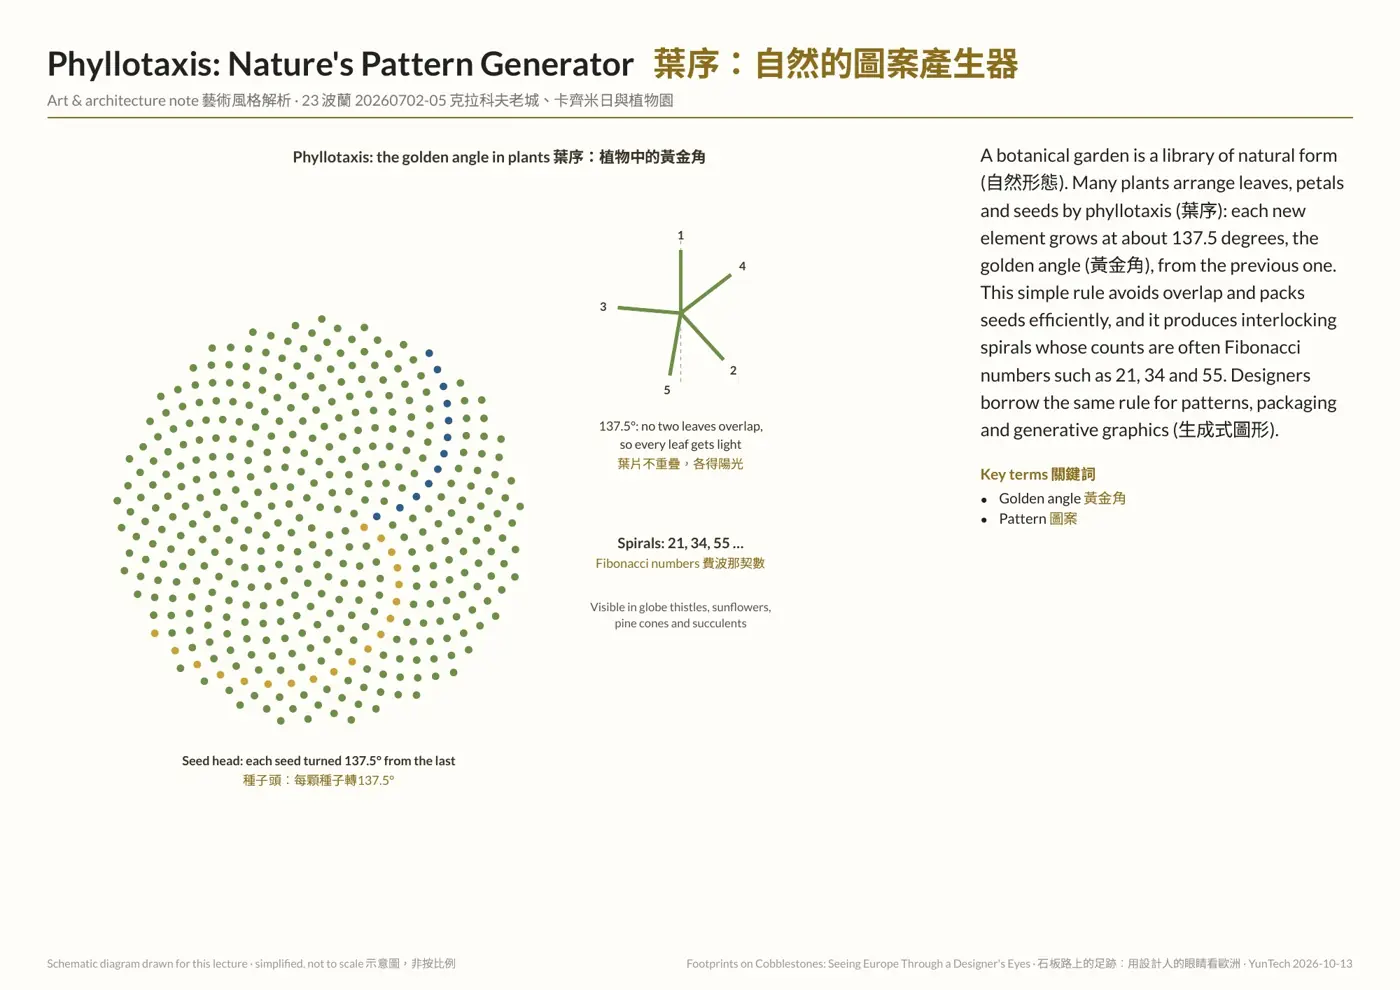 Phyllotaxis: Nature's Pattern Generator 葉序：自然的圖案產生器
Art & architecture note 藝術風格解析 · 23 波蘭 20260702-05 克拉科夫老城、卡齊米日與植物園
Phyllotaxis: the golden angle in plants 葉序：植物中的黃金角
1
4
3
2
5
137.5°: no two leaves overlap,
so every leaf gets light
葉片不重疊，各得陽光
Spirals: 21, 34, 55 ...
Fibonacci numbers 費波那契數
Visible in globe thistles, sunflowers,
pine cones and succulents
Seed head: each seed turned 137.5° from the last
種子頭：每顆種子轉137.5°
A botanical garden is a library of natural form
(自然形態). Many plants arrange leaves, petals
and seeds by phyllotaxis (葉序): each new
element grows at about 137.5 degrees, the
golden angle (黃金角), from the previous one.
This simple rule avoids overlap and packs
seeds efficiently, and it produces interlocking
spirals whose counts are often Fibonacci
numbers such as 21, 34 and 55. Designers
borrow the same rule for patterns, packaging
and generative graphics (生成式圖形).
Key terms 關鍵詞
• Golden angle 黃金角
• Pattern 圖案
Schematic diagram drawn for this lecture · simplified, not to scale 示意圖，非按比例
Footprints on Cobblestones: Seeing Europe Through a Designer's Eyes · 石板路上的足跡：用設計人的眼睛看歐洲 · YunTech 2026-10-13